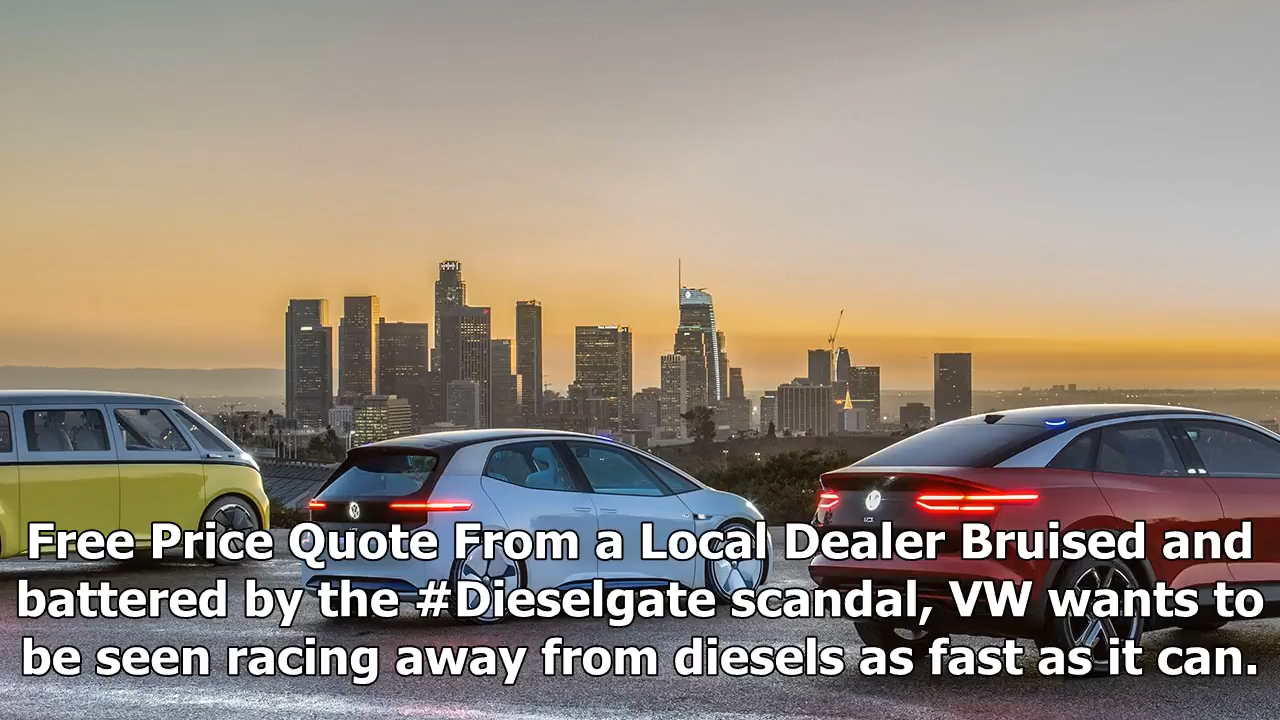 Free Price Quote From a Local Dealer Bruised and
battered by the #Dieselgate scandal, VW wants to
be seen racing away from diesels as fast as it can.